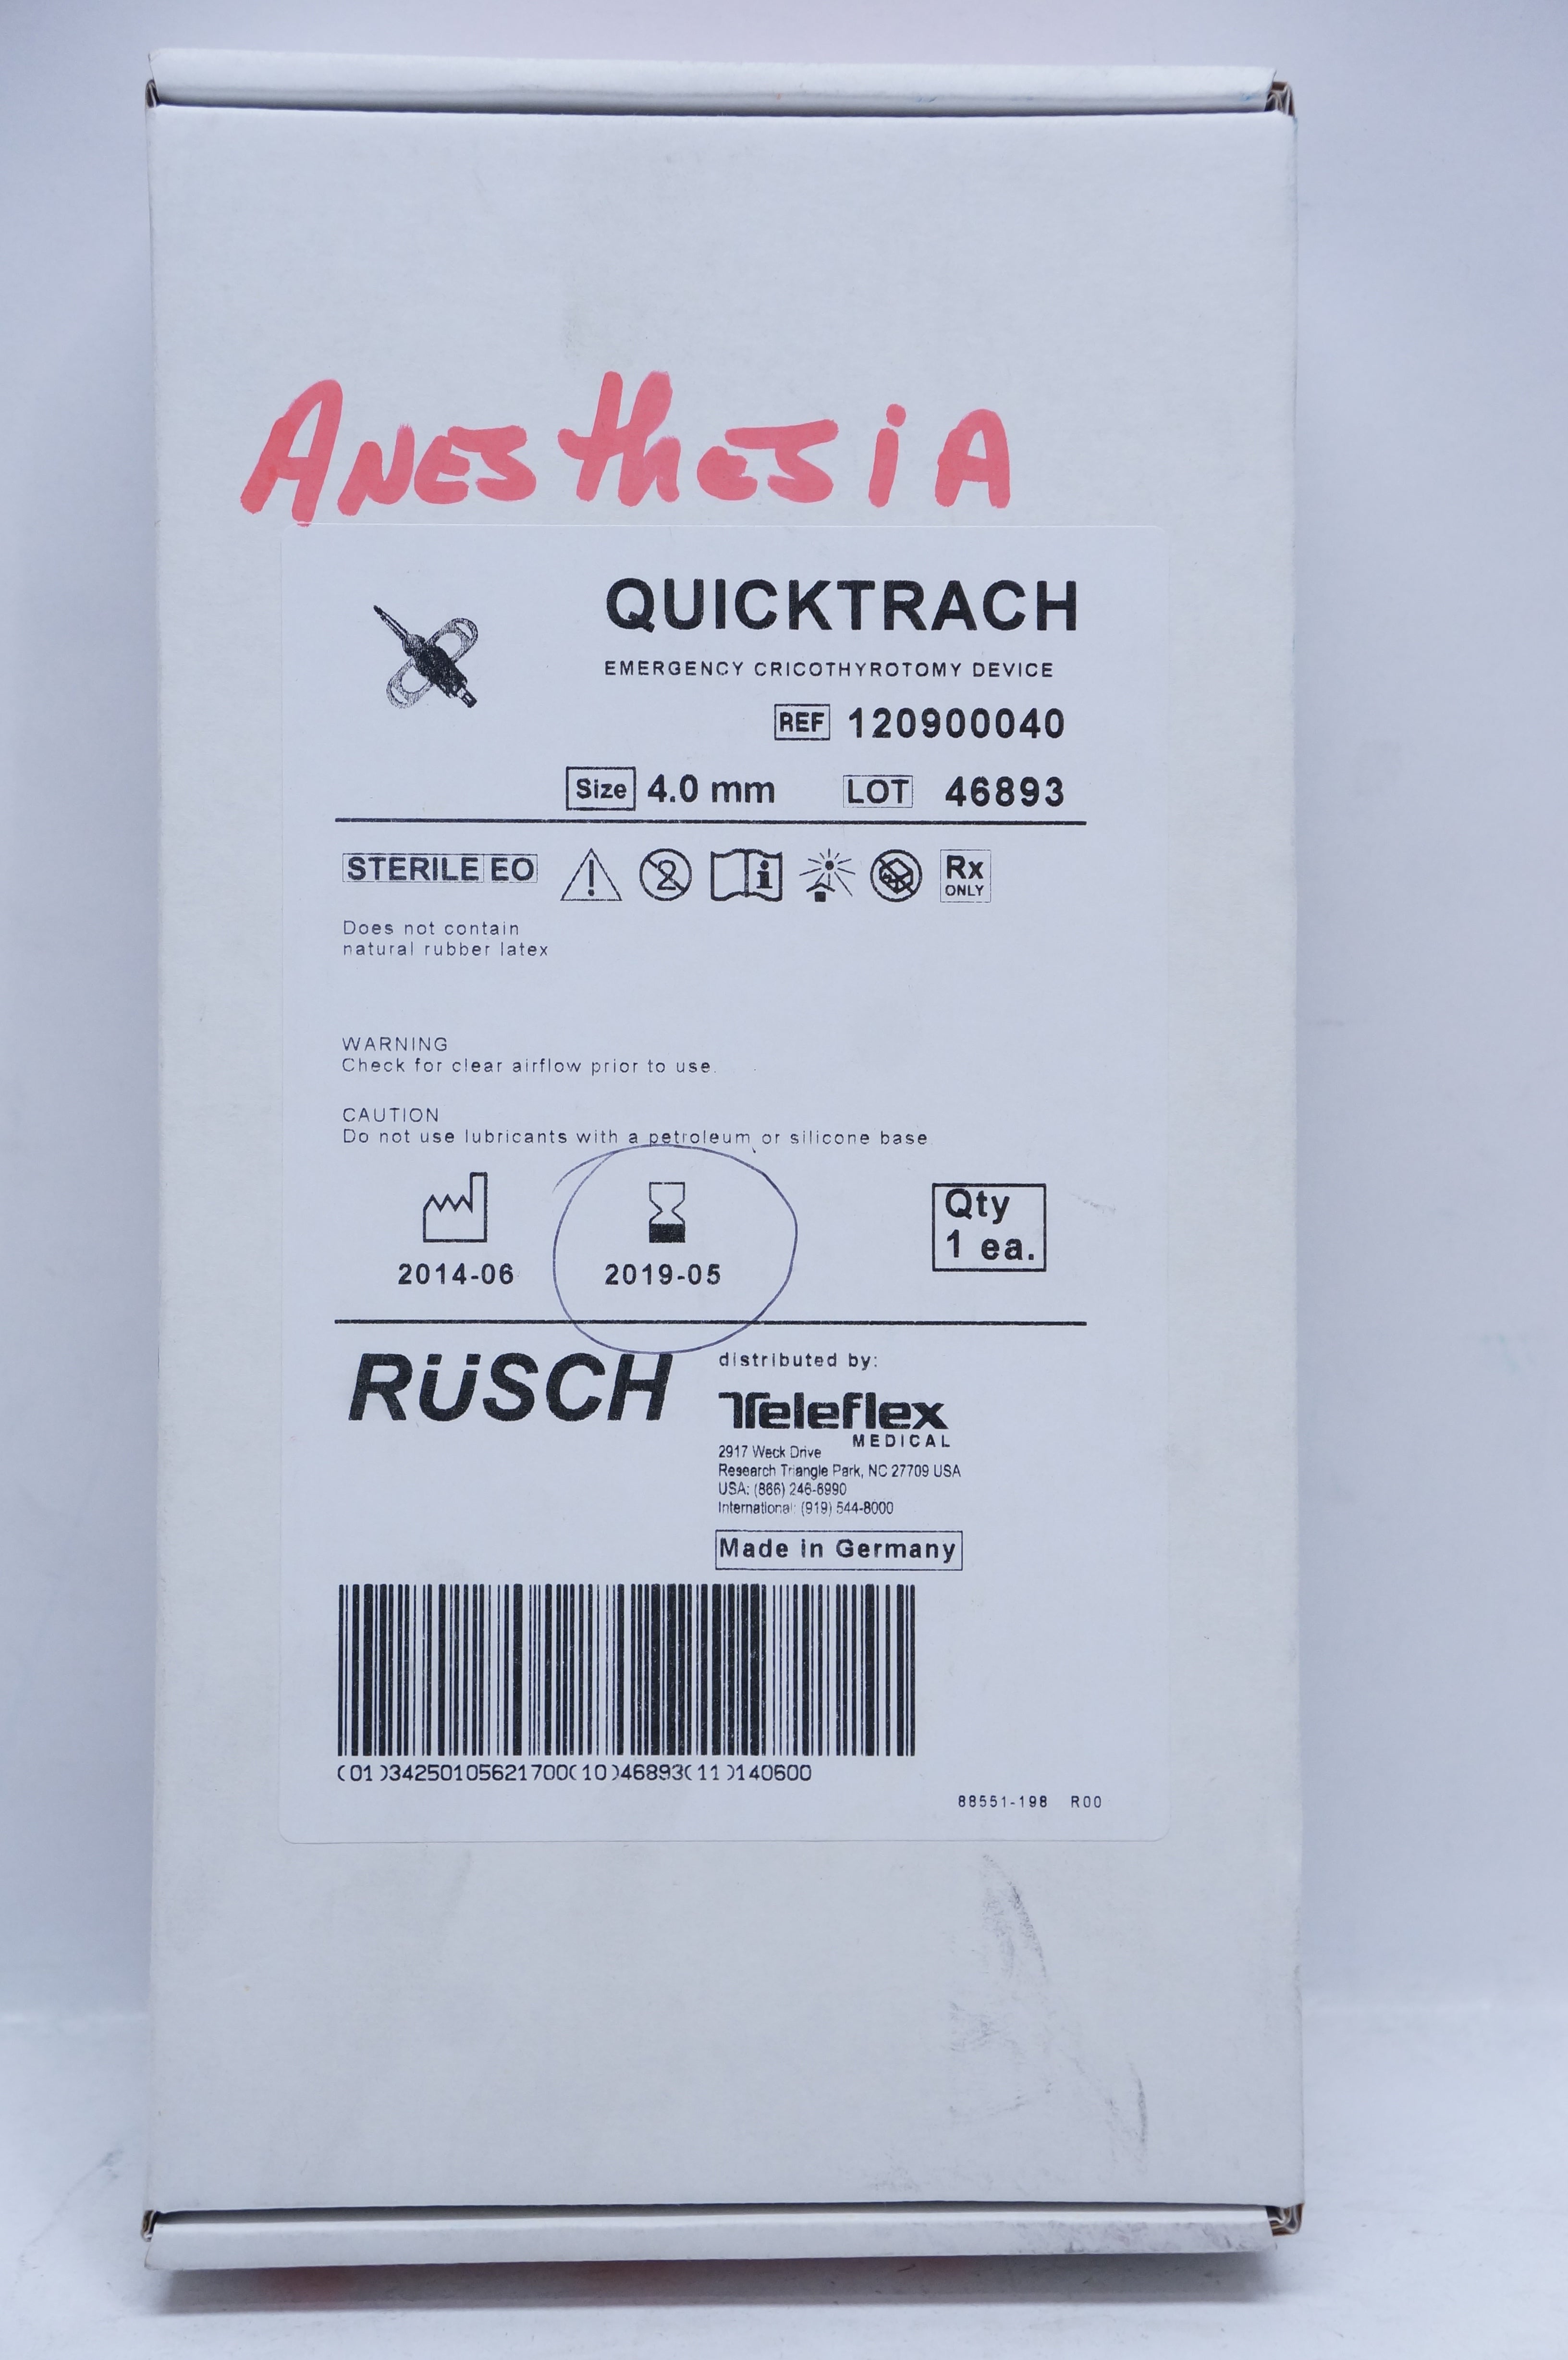 ANESthESiA
QUICKTRACH
EMERGENCY CRICOTHYROTOMY DEVICE
REF 120900040
Size 4.0 mm LOT 46893
STERILE EO 2 i Rx ONLY
Does not contain
natural rubber latex
WARNING
Check for clear airflow prior to use.
CAUTION
Do not use lubricants with a petroleum or silicone base
2014-06 2019-05
Qty
1 ea.
RÜSCH
distributed by:
Teleflex
MEDICAL
2917 Weck Drive
Research Triangle Park, NC 27709 USA
USA: (866) 246-6990
International: (919) 544-8000
Made in Germany
(01)34250105621700(10)46893(11)140600
88551-198 R00